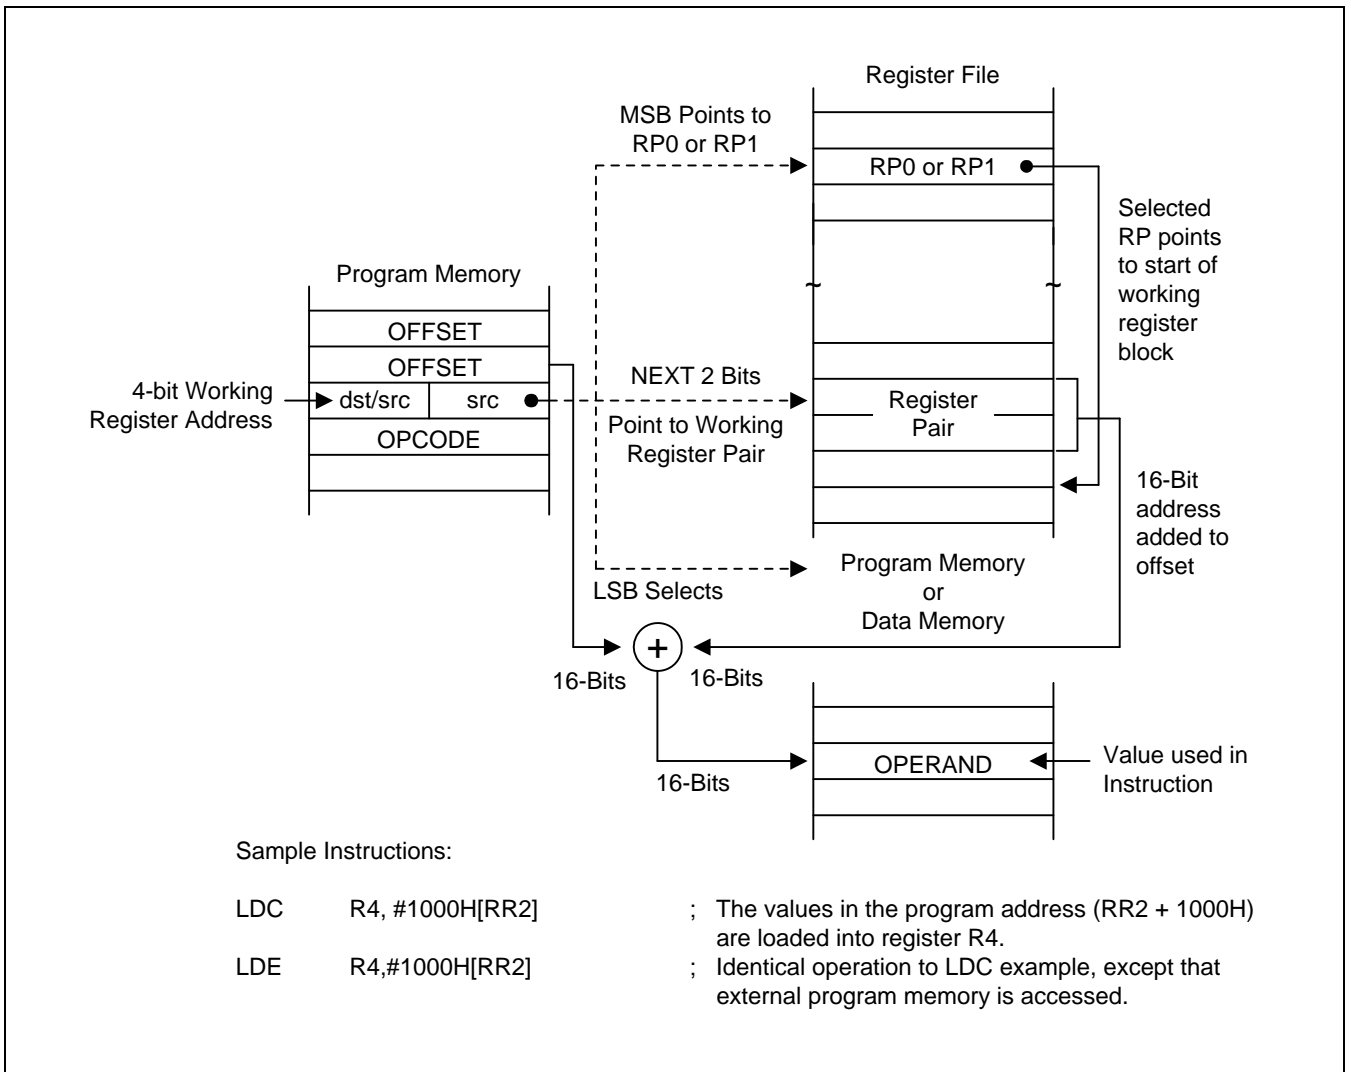 Register File
MSB Points to
RP0 or RP1
RP0 or RP1
Selected
RP points
to start of
working
register
block
Program Memory
OFFSET
OFFSET
4-bit Working
Register Address
dst/src
src
OPCODE
NEXT 2 Bits
Point to Working
Register Pair
Register
Pair
16-Bit
address
added to
offset
LSB Selects
Program Memory
or
Data Memory
+
16-Bits
16-Bits
16-Bits
OPERAND
Value used in
Instruction
~
~
Sample Instructions:
LDC R4, #1000H[RR2] ; The values in the program address (RR2 + 1000H)
are loaded into register R4.
LDE R4,#1000H[RR2] ; Identical operation to LDC example, except that
external program memory is accessed.